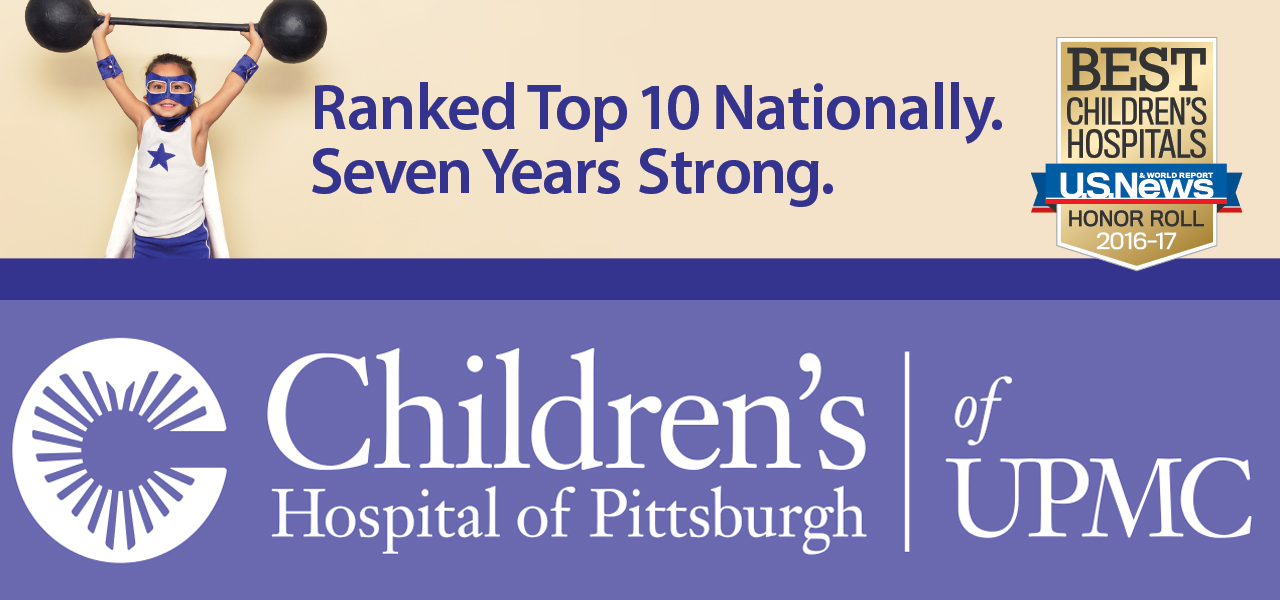 Ranked Top 10 Nationally.
Seven Years Strong.
BEST
CHILDREN'S
HOSPITALS
U.S.News
& WORLD REPORT
HONOR ROLL
2016–17
Children's
Hospital of Pittsburgh
of
UPMC